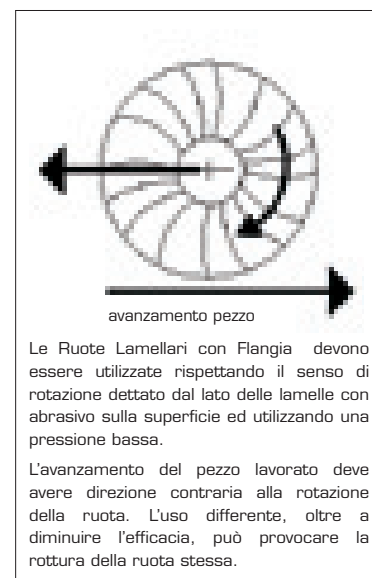 avanzamento pezzo
Le Ruote Lamellari con Flangia devono
essere utilizzate rispettando il senso di
rotazione dettato dal lato delle lamelle con
abrasivo sulla superficie ed utilizzando una
pressione bassa.
L'avanzamento del pezzo lavorato deve
avere direzione contraria alla rotazione
della ruota. L'uso differente, oltre a
diminuire l'efficacia, può provocare la
rottura della ruota stessa.